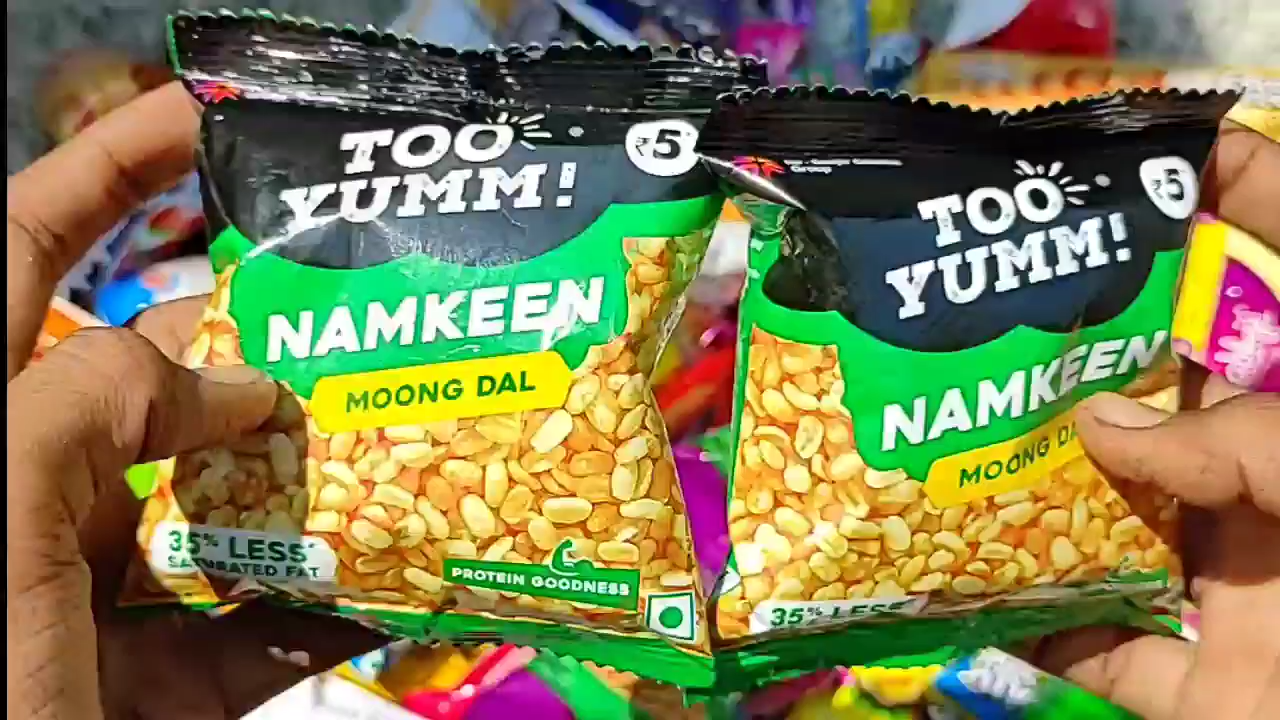 TOO
YUMM!
₹5
NAMKEEN
MOONG DAL
35% LESS*
SATURATED FAT
PROTEIN GOODNESS
Group
TOO
YUMM!
₹5
NAMKEEN
MOONG DA
35% LESS*